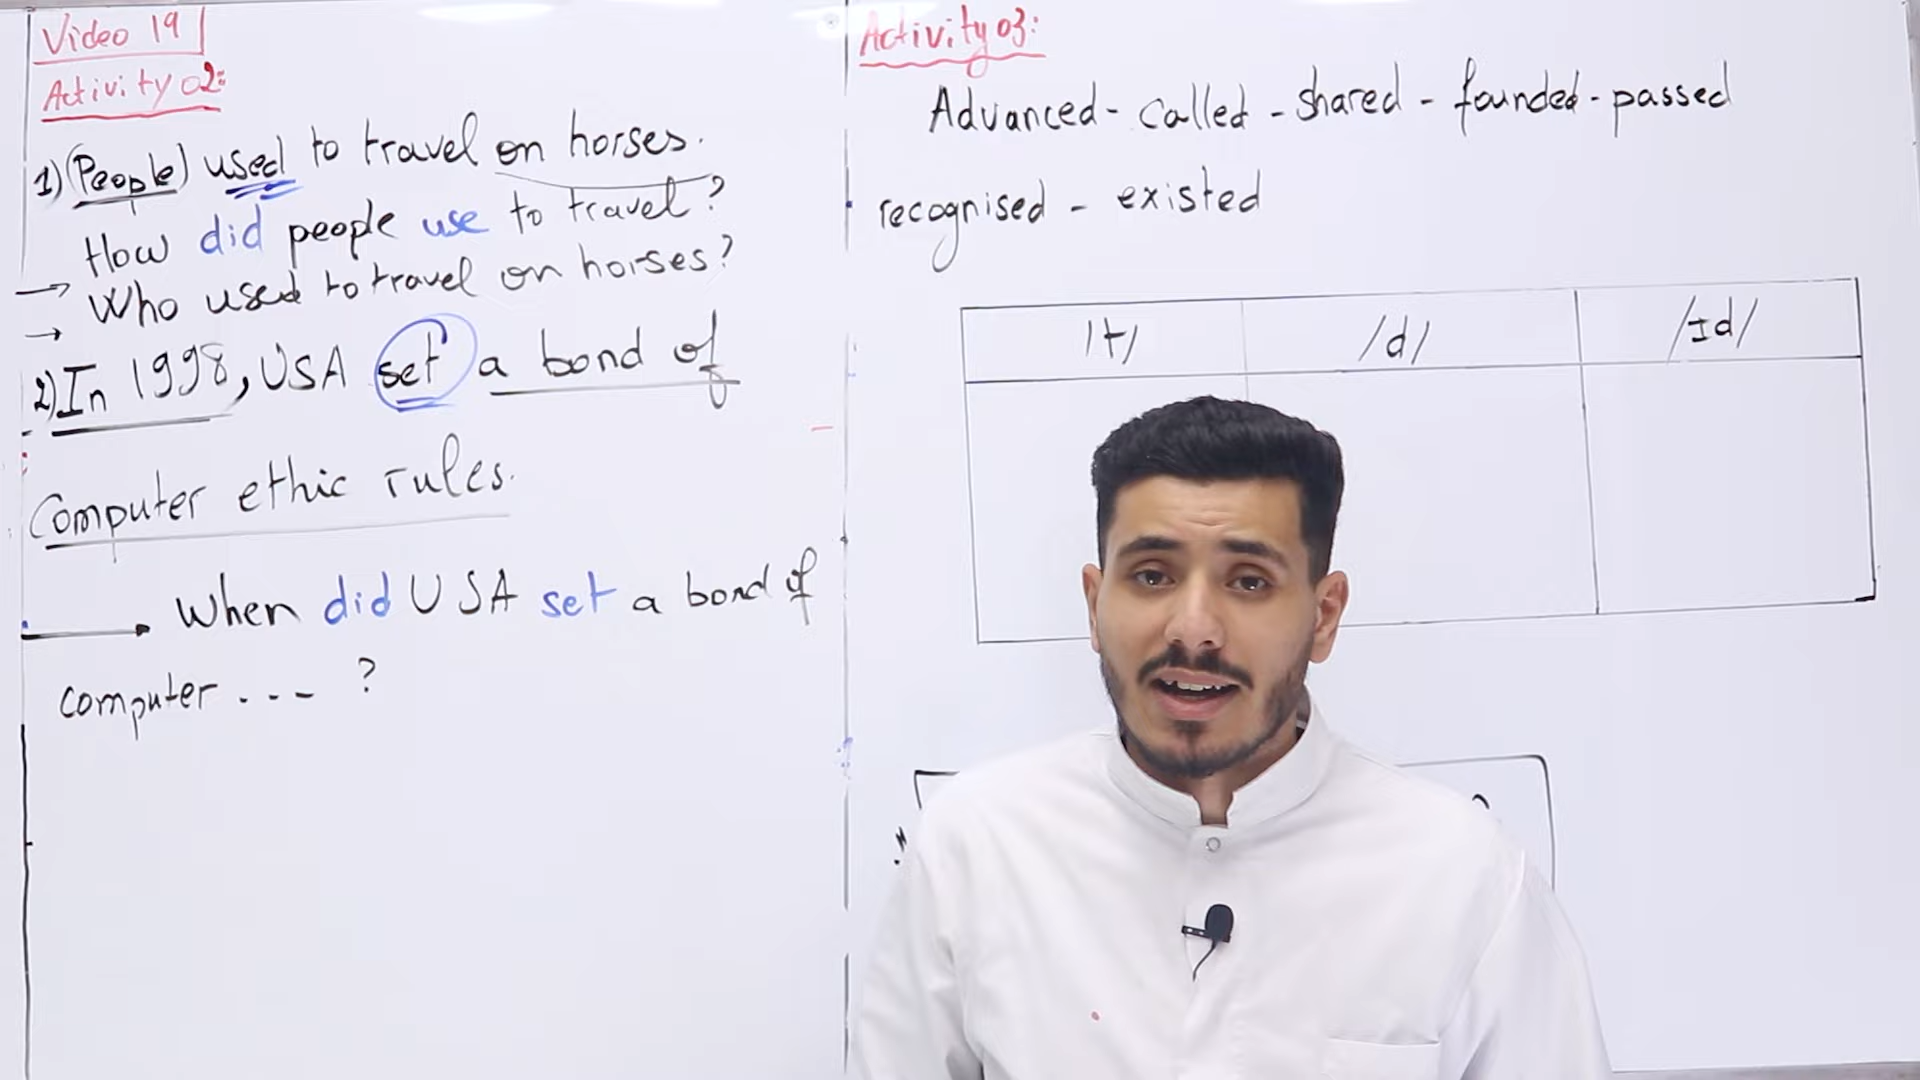 Video 19
Activity 02:
1) (People) used to travel on horses.
How did people use to travel?
→ Who used to travel on horses?
→
2) In 1998, USA set a bond of
Computer ethic rules.
When did USA set a bond of
computer . . . ?
Activity 03:
Advanced - called - shared - founded - passed
recognised - existed
/t/ /d/ /ɪd/